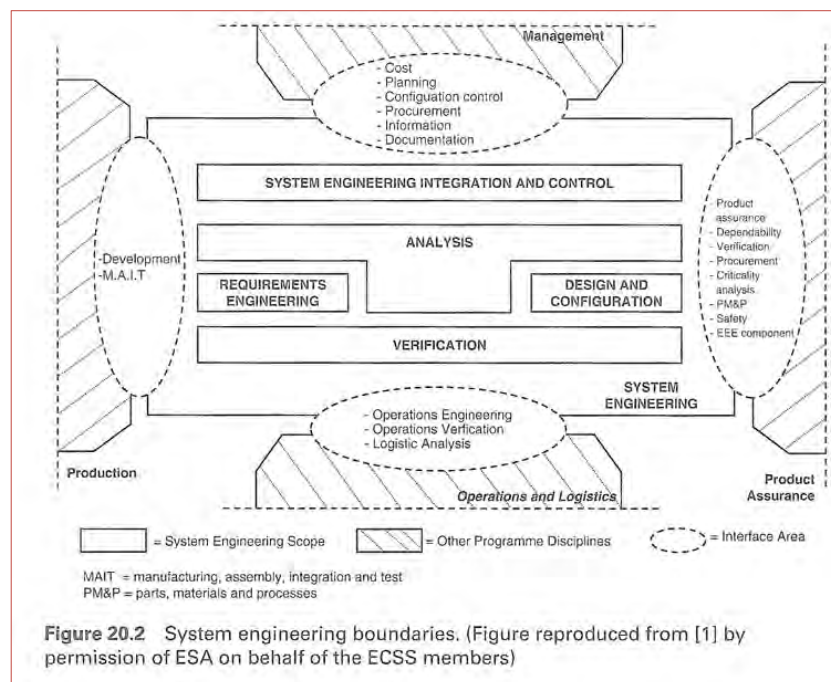 Management
- Cost
- Planning
- Configuation control
- Procurement
- Information
- Documentation
SYSTEM ENGINEERING INTEGRATION AND CONTROL
ANALYSIS
-Development
-M.A.I.T
REQUIREMENTS
ENGINEERING
DESIGN AND
CONFIGURATION
VERIFICATION
- Product
assurance
- Dependability
- Verification
- Procurement
- Criticality
analysis
- PM&P
- Safety
- EEE component
SYSTEM
ENGINEERING
- Operations Engineering
- Operations Verfication
- Logistic Analysis
Production
Operations and Logistics
Product
Assurance
= System Engineering Scope
= Other Programme Disciplines
= Interface Area
MAIT = manufacturing, assembly, integration and test
PM&P = parts, materials and processes
Figure 20.2 System engineering boundaries. (Figure reproduced from [1] by
permission of ESA on behalf of the ECSS members)